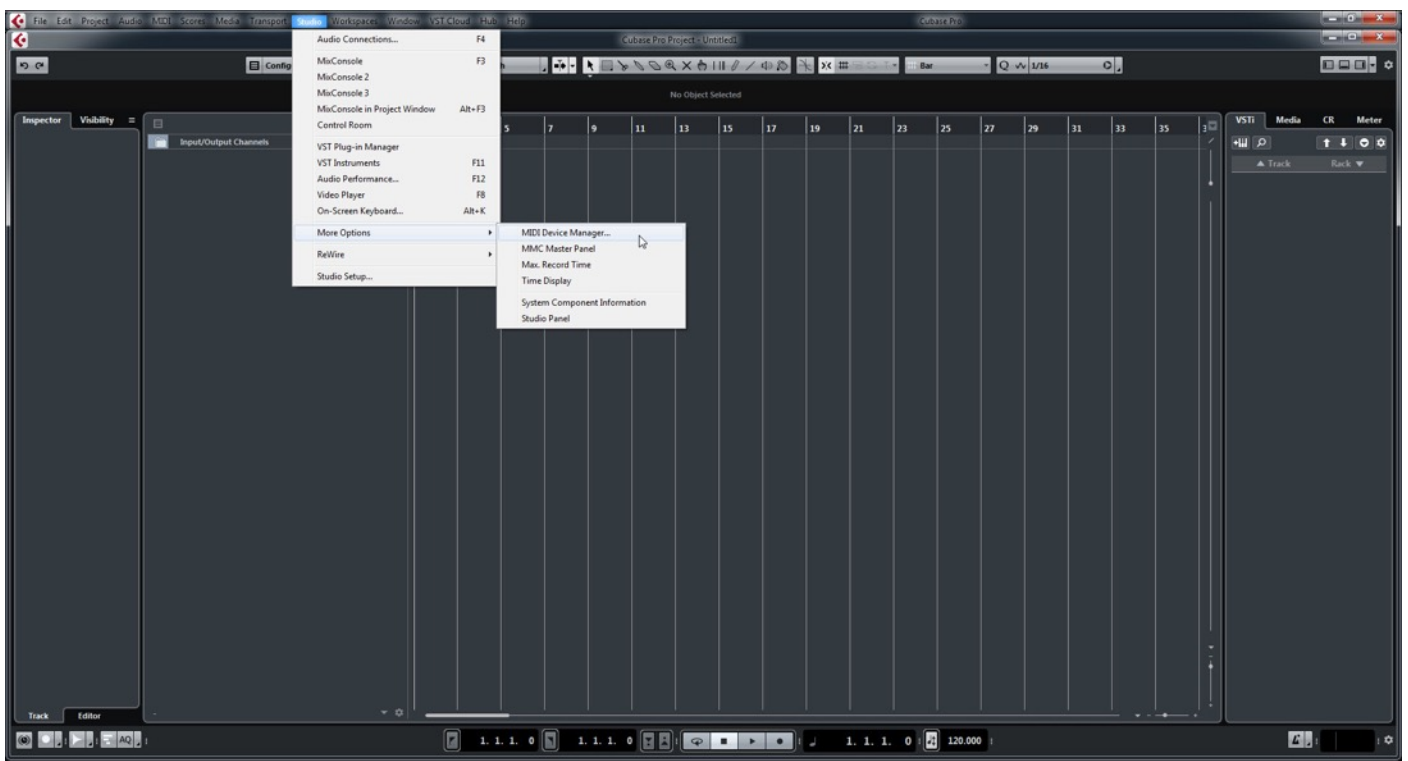 File Edit Project Audio MIDI Scores Media Transport Studio Workspaces Window VST Cloud Hub Help Cubase Pro
Cubase Pro Project - Untitled1
Audio Connections... F4
MixConsole F3
MixConsole 2
MixConsole 3
MixConsole in Project Window Alt+F3
Control Room
VST Plug-in Manager
VST Instruments F11
Audio Performance... F12
Video Player F8
On-Screen Keyboard... Alt+K
More Options
ReWire
Studio Setup...
MIDI Device Manager...
MMC Master Panel
Max. Record Time
Time Display
System Component Information
Studio Panel
Config
Bar
Q 1/16
No Object Selected
Inspector Visibility
Input/Output Channels
5 7 9 11 13 15 17 19 21 23 25 27 29 31 33 35 3
VSTi Media CR Meter
Track Rack
Track Editor
AQ
1. 1. 1. 0
1. 1. 1. 0
1. 1. 1. 0
120.000